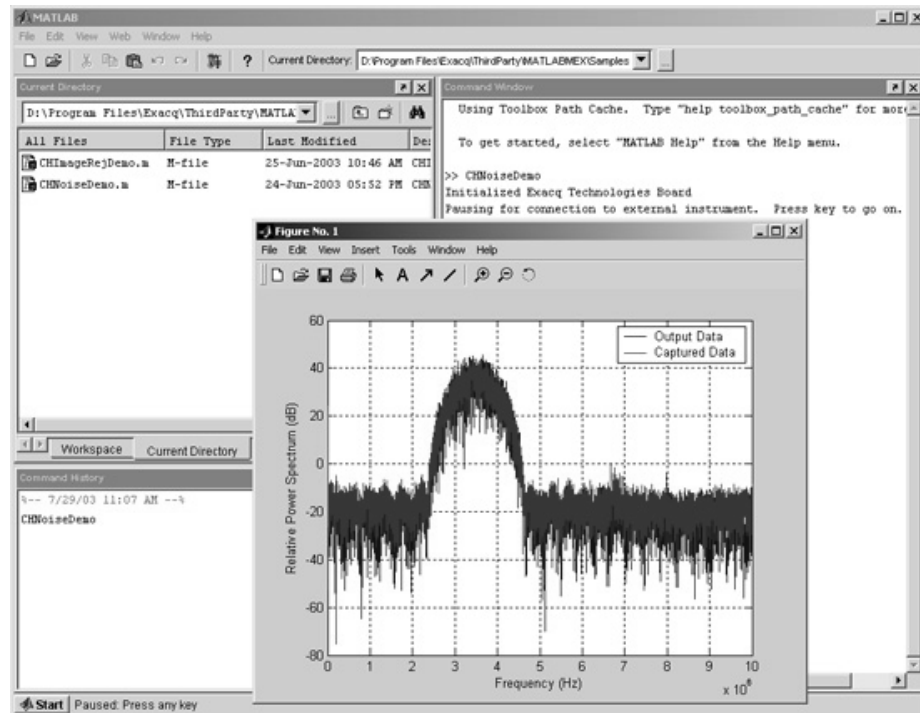 MATLAB
File Edit View Web Window Help
Current Directory: D:\Program Files\Exacq\ThirdParty\MATLABMEX\Samples
Current Directory
D:\Program Files\Exacq\ThirdParty\MATLA
All Files File Type Last Modified De
CHImageRejDemo.m M-file 25-Jun-2003 10:46 AM CHI
CHNoiseDemo.m M-file 24-Jun-2003 05:52 PM CHN
Workspace Current Directory
Command History
%-- 7/29/03 11:07 AM --%
CHNoiseDemo
Command Window
Using Toolbox Path Cache. Type "help toolbox_path_cache" for more
To get started, select "MATLAB Help" from the Help menu.
>> CHNoiseDemo
Initialized Exacq Technologies Board
Pausing for connection to external instrument. Press key to go on.
Figure No. 1
File Edit View Insert Tools Window Help
Output Data
Captured Data
Relative Power Spectrum (dB)
60
40
20
0
-20
-40
-60
-80
0 1 2 3 4 5 6 7 8 9 10
Frequency (Hz)
Start Paused: Press any key